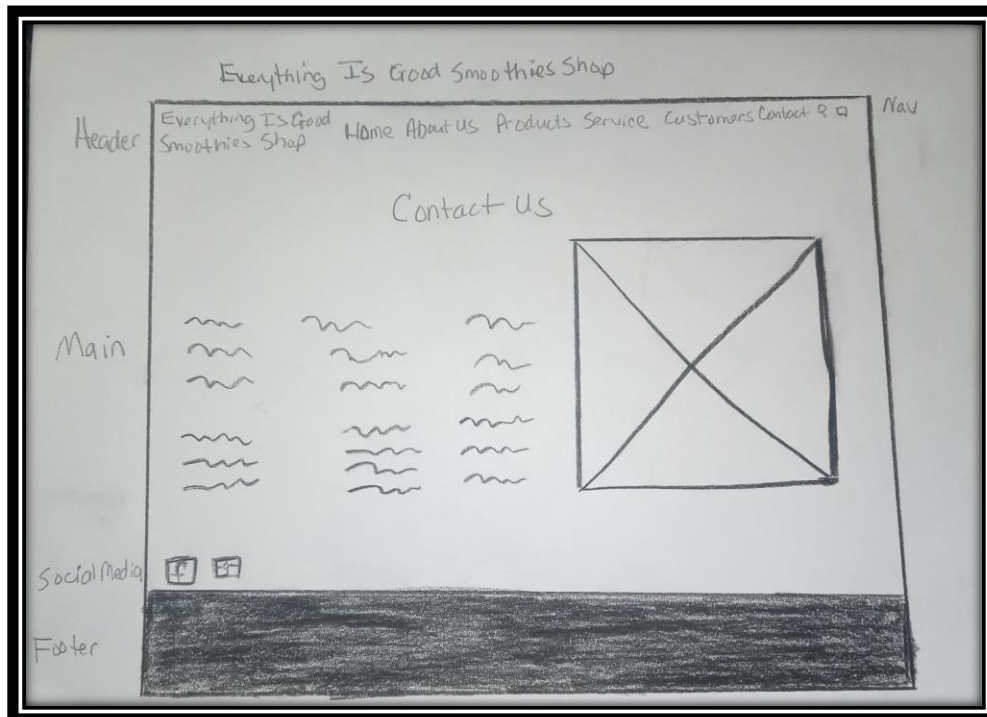 Everything Is Good Smoothies Shop
Header
Everything Is Good
Smoothies Shop
Home About Us Products Service Customers Contact
Nav
Contact Us
Main
Social Media
f
Footer